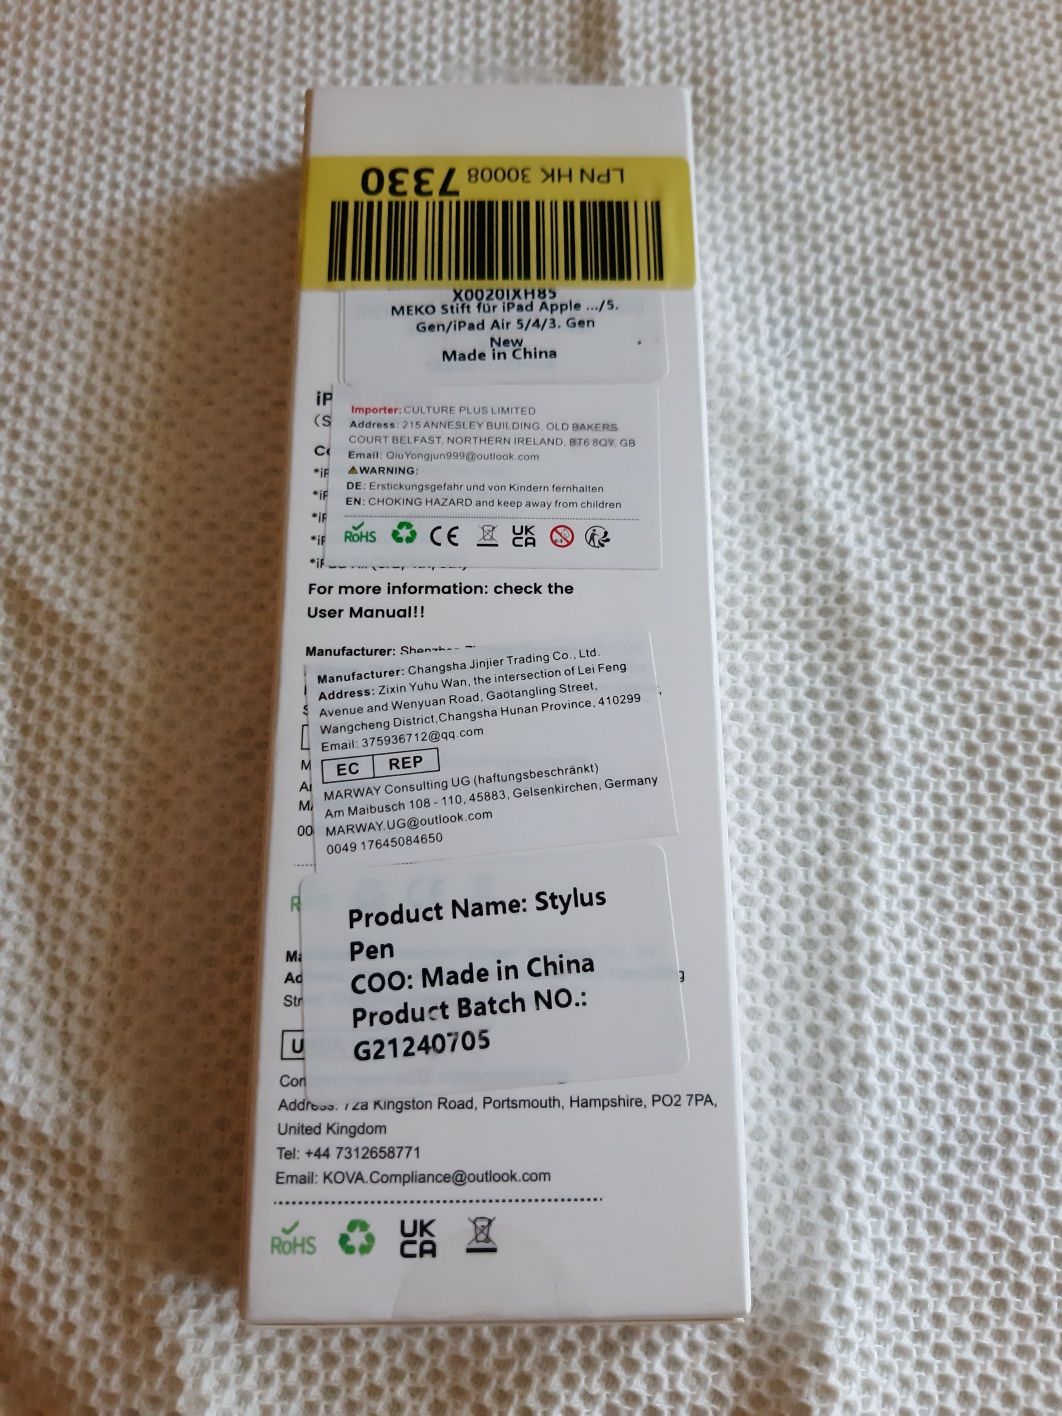 LPN HK 30008 7330
X0020IXH85
MEKO Stift für iPad Apple .../5.
Gen/iPad Air 5/4/3. Gen
New
Made in China
iP
(S
Importer: CULTURE PLUS LIMITED
Address: 215 ANNESLEY BUILDING, OLD BAKERS
COURT BELFAST, NORTHERN IRELAND, BT6 8QY, GB
Email: QiuYongjun999@outlook.com
WARNING:
DE: Erstickungsgefahr und von Kindern fernhalten
EN: CHOKING HAZARD and keep away from children
RoHS CE UK CA
For more information: check the
User Manual!!
Manufacturer:
Manufacturer: Changsha Jinjier Trading Co., Ltd.
Address: Zixin Yuhu Wan, the intersection of Lei Feng
Avenue and Wenyuan Road, Gaotangling Street,
Wangcheng District,Changsha Hunan Province, 410299
Email: 375936712@qq.com
EC REP
MARWAY Consulting UG (haftungsbeschränkt)
Am Maibusch 108 - 110, 45883, Gelsenkirchen, Germany
MARWAY.UG@outlook.com
0049 17645084650
Product Name: Stylus
Pen
COO: Made in China
Product Batch NO.:
G21240705
Address: 72a Kingston Road, Portsmouth, Hampshire, PO2 7PA,
United Kingdom
Tel: +44 7312658771
Email: KOVA.Compliance@outlook.com
RoHS UK CA